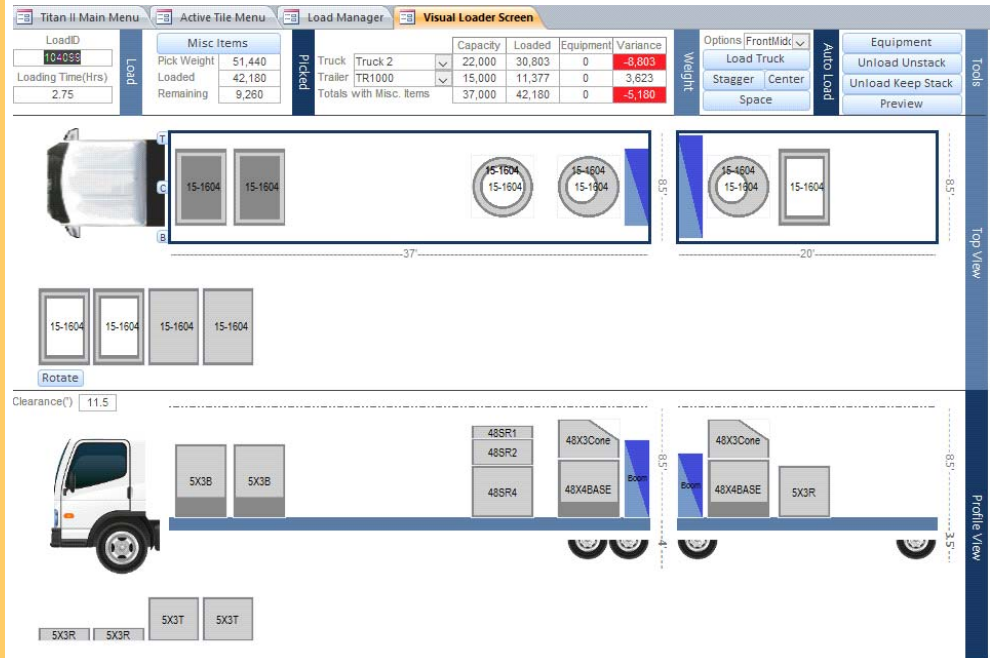 Titan II Main Menu Active Tile Menu Load Manager Visual Loader Screen
LoadID
104099
Loading Time(Hrs)
2.75
Load
Misc Items
Pick Weight 51,440
Loaded 42,180
Remaining 9,260
Picked
Capacity Loaded Equipment Variance
Truck Truck 2 22,000 30,803 0 -8,803
Trailer TR1000 15,000 11,377 0 3,623
Totals with Misc. Items 37,000 42,180 0 -5,180
Weight
Options FrontMidc
Load Truck
Stagger Center
Space
Auto Load
Equipment
Unload Unstack
Unload Keep Stack
Preview
Tools
T
C
B
15-1604 15-1604 15-1604 15-1604 15-1604 15-1604
15-1604 15-1604 15-1604 15-1604
8.5' 8.5'
37' 20'
Top View
15-1604 15-1604 15-1604 15-1604
Rotate
Clearance(') 11.5
48SR1
48SR2
48SR4
48X3Cone 48X3Cone
5X3B 5X3B 48X4BASE Boom Boom 48X4BASE 5X3R
8.5' 8.5'
4' 3.5'
Profile View
5X3R 5X3R 5X3T 5X3T